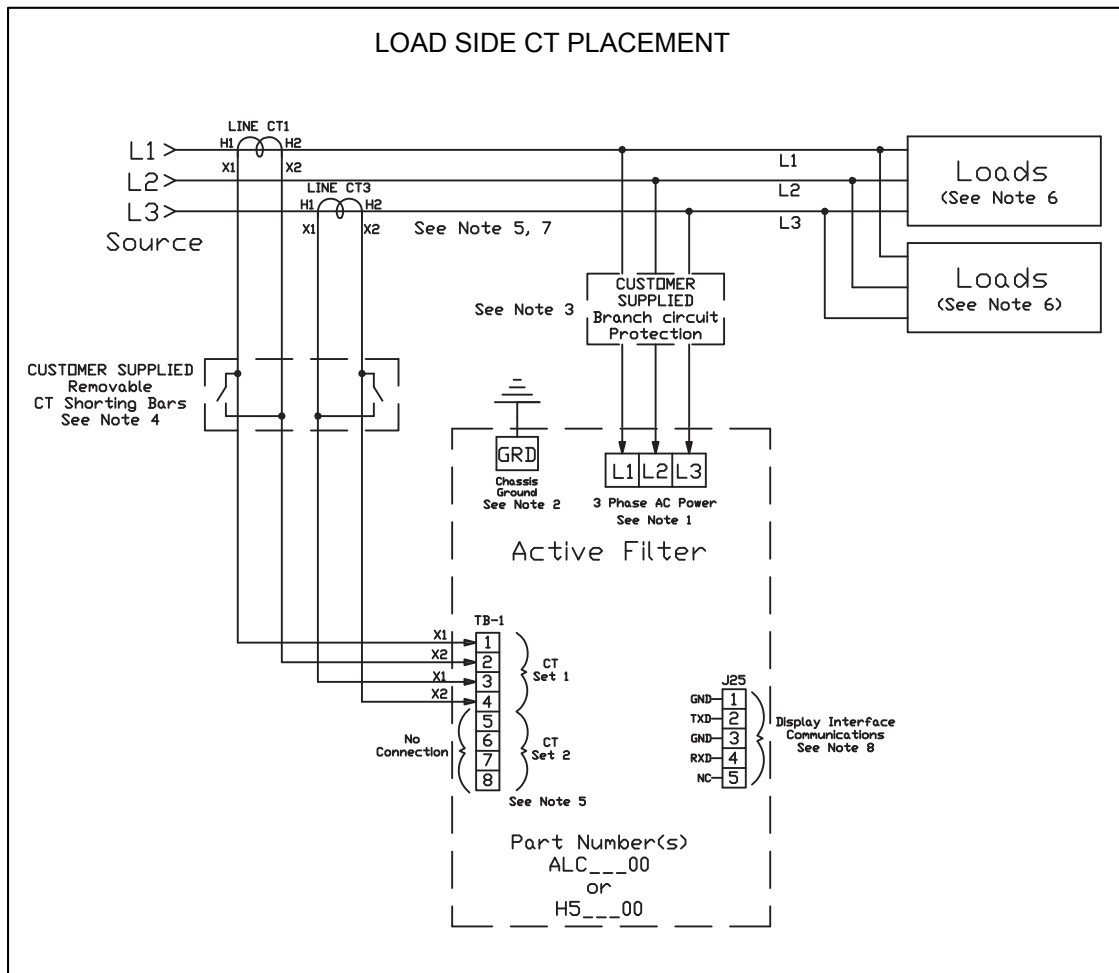 LOAD SIDE CT PLACEMENT
LINE CT1
H1 H2
L1
X1 X2
L1
L2
LINE CT3
L2
H1 H2
L3
X1 X2
L3
Source
See Note 5, 7
Loads
(See Note 6
Loads
(See Note 6)
See Note 3
CUSTOMER
SUPPLIED
Branch circuit
Protection
CUSTOMER SUPPLIED
Removable
CT Shorting Bars
See Note 4
GRD
Chassis
Ground
See Note 2
L1 L2 L3
3 Phase AC Power
See Note 1
Active Filter
TB-1
X1 1
X2 2
X1 3
X2 4
5
6
7
8
CT
Set 1
No
Connection
CT
Set 2
See Note 5
J25
GND 1
TXD 2
GND 3
RXD 4
NC 5
Display Interface
Communications
See Note 8
Part Number(s)
ALC___00
or
H5___00